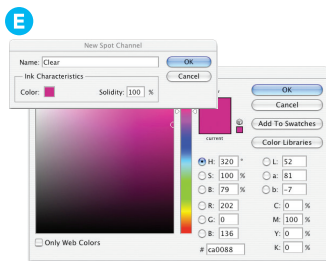 E
New Spot Channel
Name: Clear
OK
Ink Characteristics
Cancel
Color:
Solidity: 100 %
OK
Cancel
current
Add To Swatches
Color Libraries
H: 320 °
L: 52
S: 100 %
a: 81
B: 79 %
b: -7
R: 202
C: 0 %
G: 0
M: 100 %
B: 136
Y: 0 %
Only Web Colors
# ca0088
K: 0 %